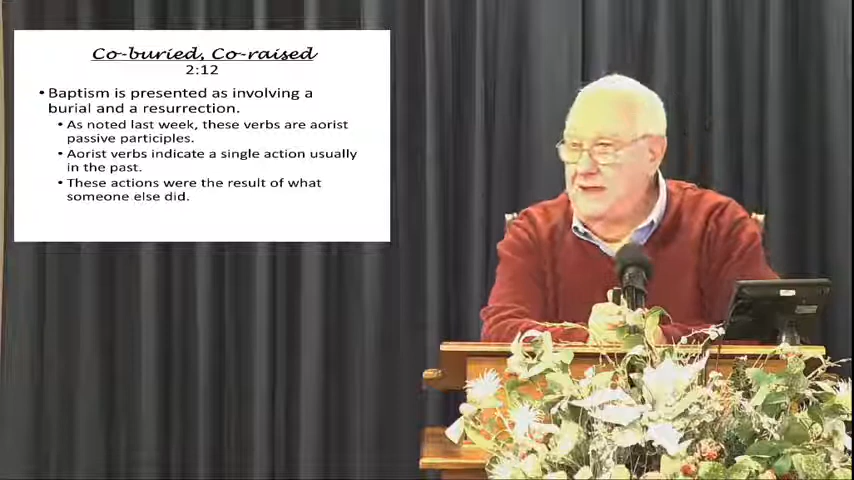 Co-buried, Co-raised
2:12
• Baptism is presented as involving a
burial and a resurrection.
• As noted last week, these verbs are aorist
passive participles.
• Aorist verbs indicate a single action usually
in the past.
• These actions were the result of what
someone else did.